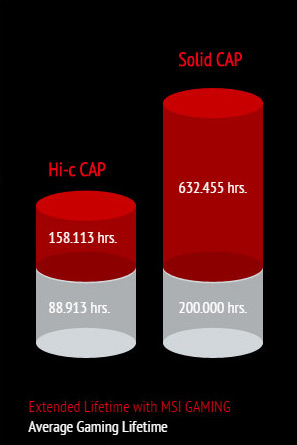 Solid CAP
Hi-c CAP
632.455 hrs.
158.113 hrs.
88.913 hrs.
200.000 hrs.
Extended Lifetime with MSI GAMING
Average Gaming Lifetime